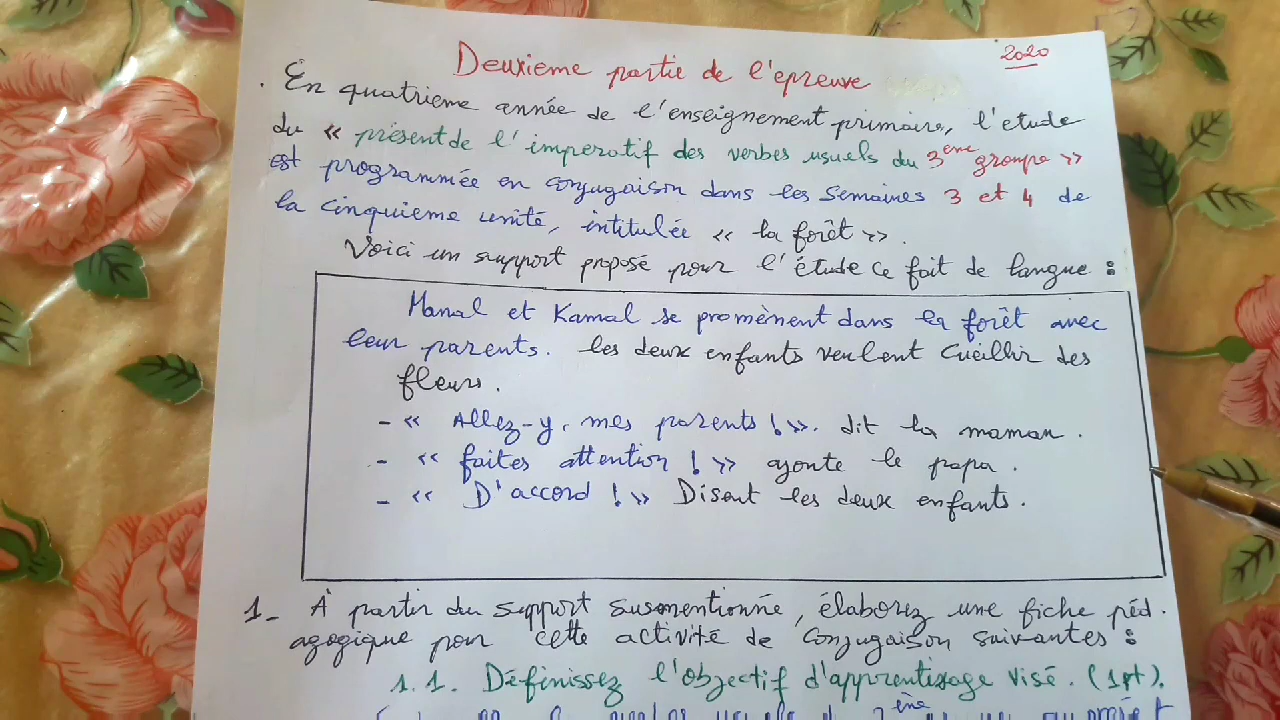 2020
Deuxieme partie de l'epreuve
. En quatrieme année de l'enseignement primaire, l'etude
du « présent de l'imperatif des verbes usuels du 3eme groupe »
est programmée en conjugaison dans les semaines 3 et 4 de
la cinquieme unité, intitulée « la forêt ».
Voici un support proposé pour l'étude ce fait de langue :
Manal et Kamal se promènent dans la forêt avec
leur parents. les deux enfants veulent cueillir des
fleurs.
- « Allez-y, mes parents ! ». dit la maman.
- « faites attention ! » ajoute le papa.
- « D'accord ! » Disent les deux enfants.
1- À partir du support susmentionné, élaborez une fiche péd.
agogique pour cette activité de conjugaison suivantes :
1.1. Définissez l'objectif d'apprentissage visé. (1pt).